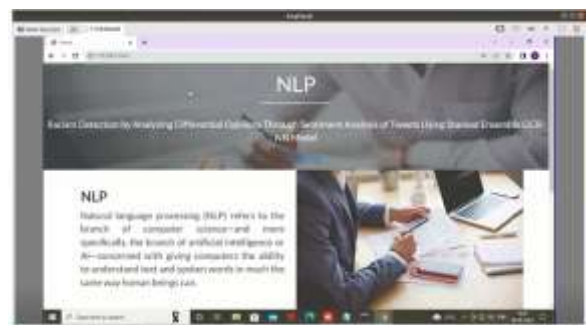 NLP
Racism Detection by Analyzing Differential Opinions Through Sentiment Analysis of Tweets Using Stacked Ensemble GCR-
NN Model
NLP
Natural language processing (NLP) refers to the
branch of computer science—and more
specifically, the branch of artificial intelligence or
AI—concerned with giving computers the ability
to understand text and spoken words in much the
same way human beings can.